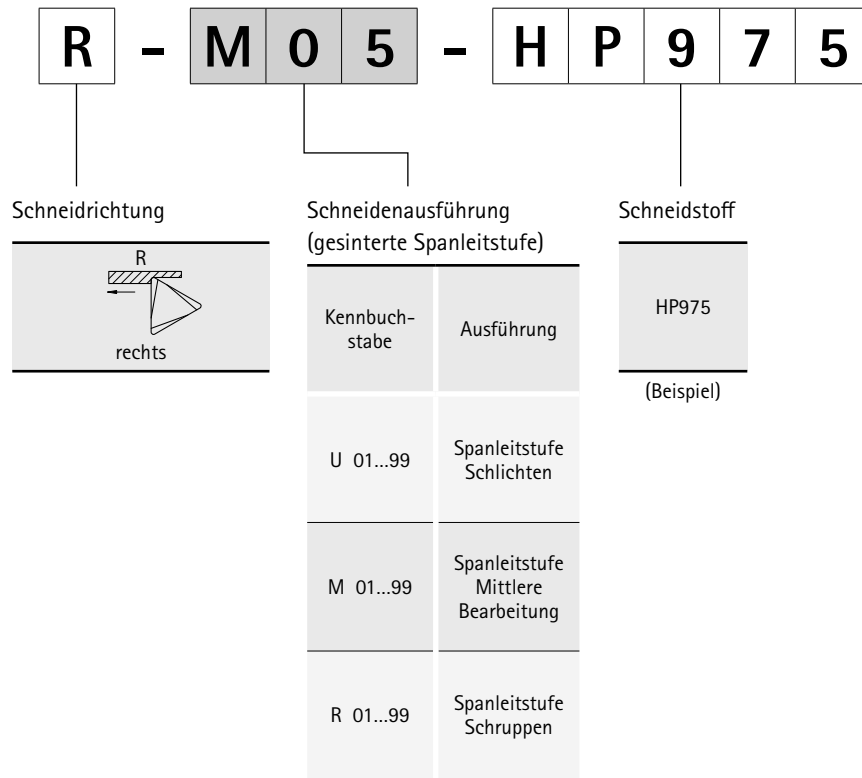 R - M 0 5 - H P 9 7 5
Schneidrichtung
R
rechts
Schneidenausführung
(gesinterte Spanleitstufe)
Kennbuch-
stabe
Ausführung
U 01...99
Spanleitstufe
Schlichten
M 01...99
Spanleitstufe
Mittlere
Bearbeitung
R 01...99
Spanleitstufe
Schruppen
Schneidstoff
HP975
(Beispiel)